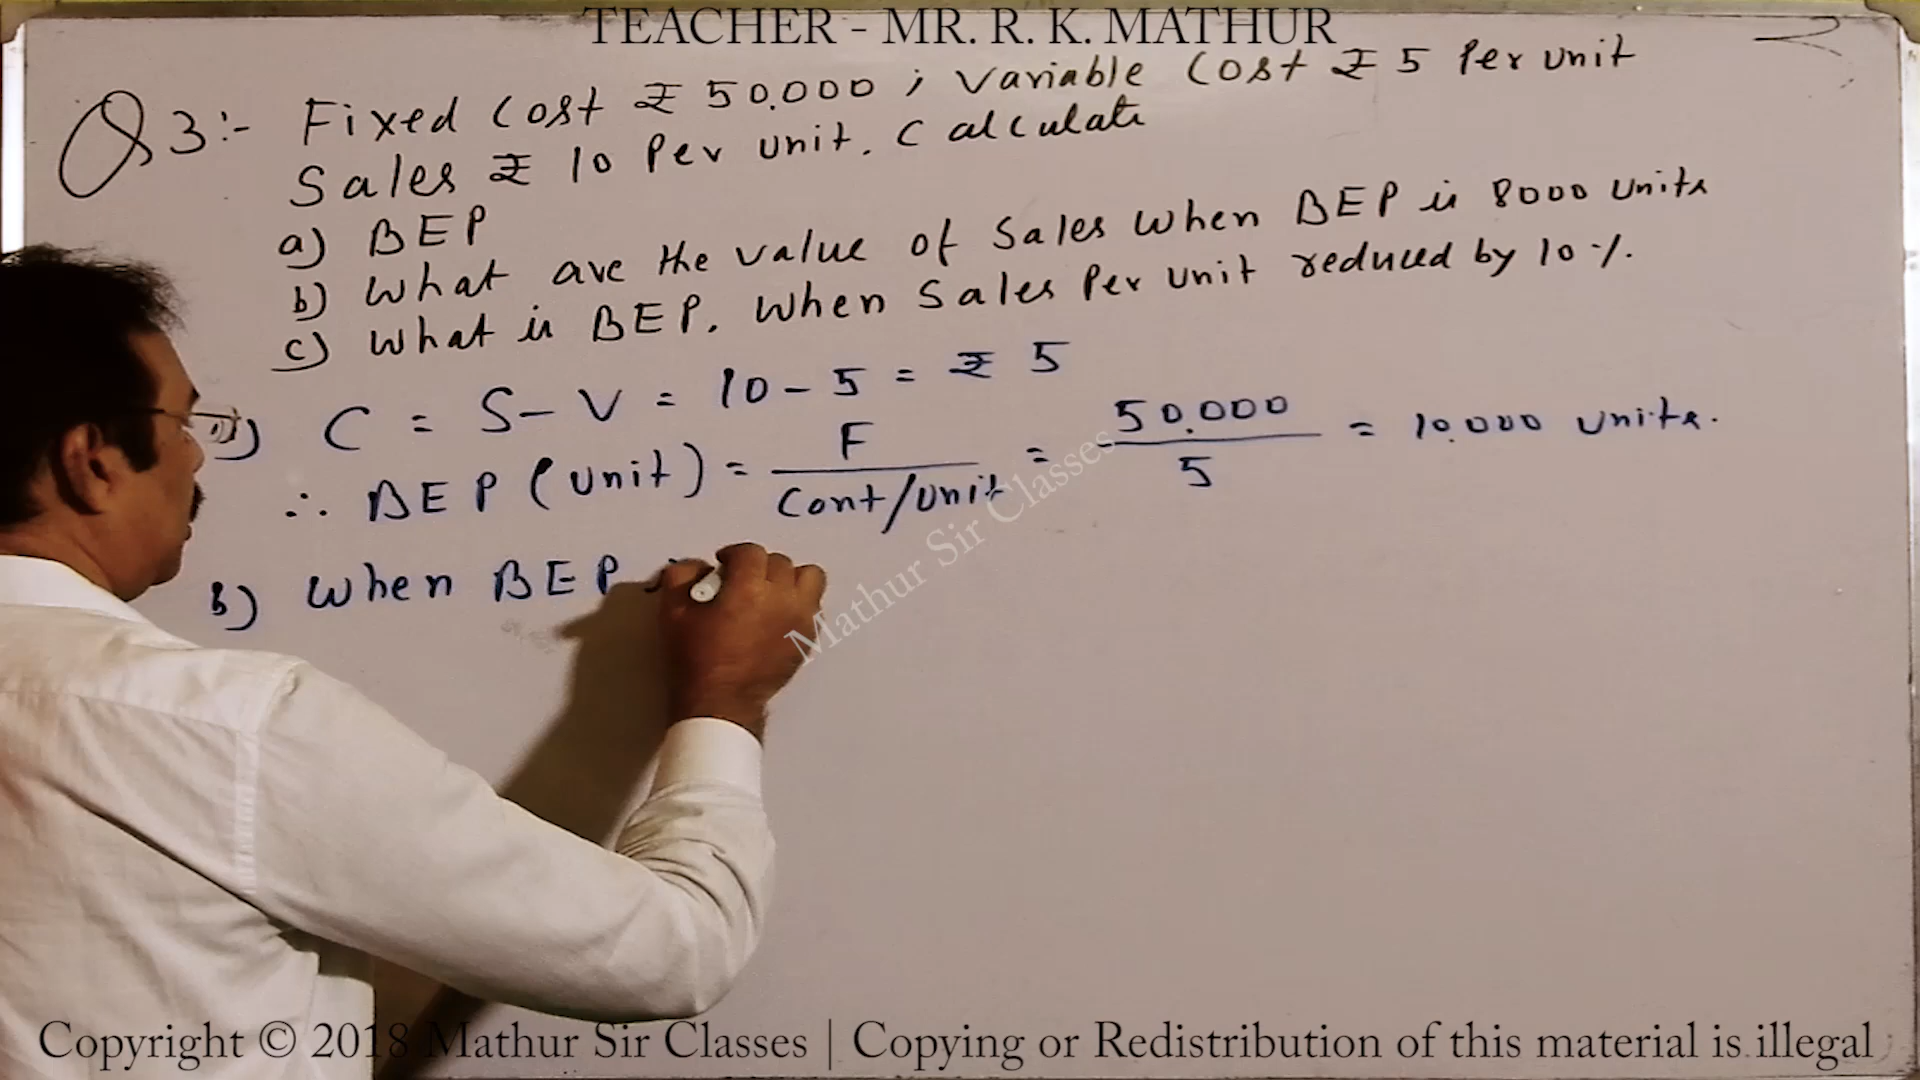 TEACHER - MR. R. K. MATHUR
Q 3:- Fixed Cost ₹ 50,000 ; Variable Cost ₹ 5 Per unit
Sales ₹ 10 Per unit. Calculate
a) BEP
b) What are the value of Sales when BEP is 8000 units
c) What is BEP. When Sales Per unit reduced by 10%.
a) C = S - V = 10 - 5 = ₹ 5
∴ BEP (unit) = F / Cont/unit = 50,000 / 5 = 10,000 units.
b) When BEP
Mathur Sir Classes
Copyright © 2018 Mathur Sir Classes | Copying or Redistribution of this material is illegal